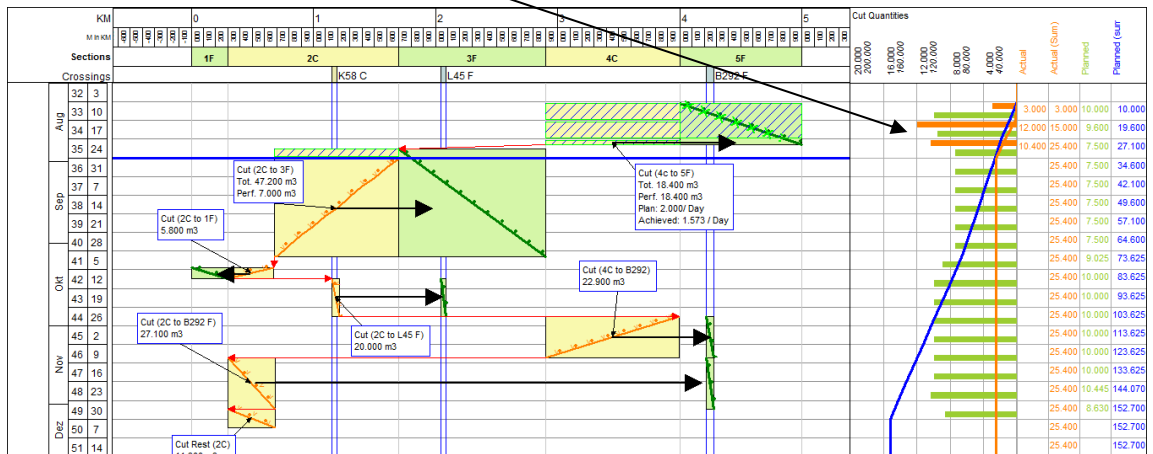 KM 0 1 2 3 4 5
Cut Quantities
M in KM
20.000 16.000 12.000 8.000 4.000
200.000 160.000 120.000 80.000 40.000
Actual
Actual (Sum)
Planned
Planned (sum
Sections 1F 2C 3F 4C 5F
Crossings K58 C L45 F B292 F
Aug
Sep
Okt
Nov
Dez
32 3
33 10 3.000 3.000 10.000 10.000
34 17 12.000 15.000 9.600 19.600
35 24 10.400 25.400 7.500 27.100
36 31 25.400 7.500 34.600
37 7 25.400 7.500 42.100
38 14 25.400 7.500 49.600
39 21 25.400 7.500 57.100
40 28 25.400 7.500 64.600
41 5 25.400 9.025 73.625
42 12 25.400 10.000 83.625
43 19 25.400 10.000 93.625
44 26 25.400 10.000 103.625
45 2 25.400 10.000 113.625
46 9 25.400 10.000 123.625
47 16 25.400 10.000 133.625
48 23 25.400 10.445 144.070
49 30 25.400 8.630 152.700
50 7 25.400 152.700
51 14 25.400 152.700
Cut (2C to 3F)
Tot. 47.200 m3
Perf. 7.000 m3
Cut (4c to 5F)
Tot. 18.400 m3
Perf. 18.400 m3
Plan: 2.000/ Day
Achieved: 1.573 / Day
Cut (2C to 1F)
5.800 m3
Cut (4C to B292)
22.900 m3
Cut (2C to B292 F)
27.100 m3
Cut (2C to L45 F)
20.000 m3
Cut Rest (2C)